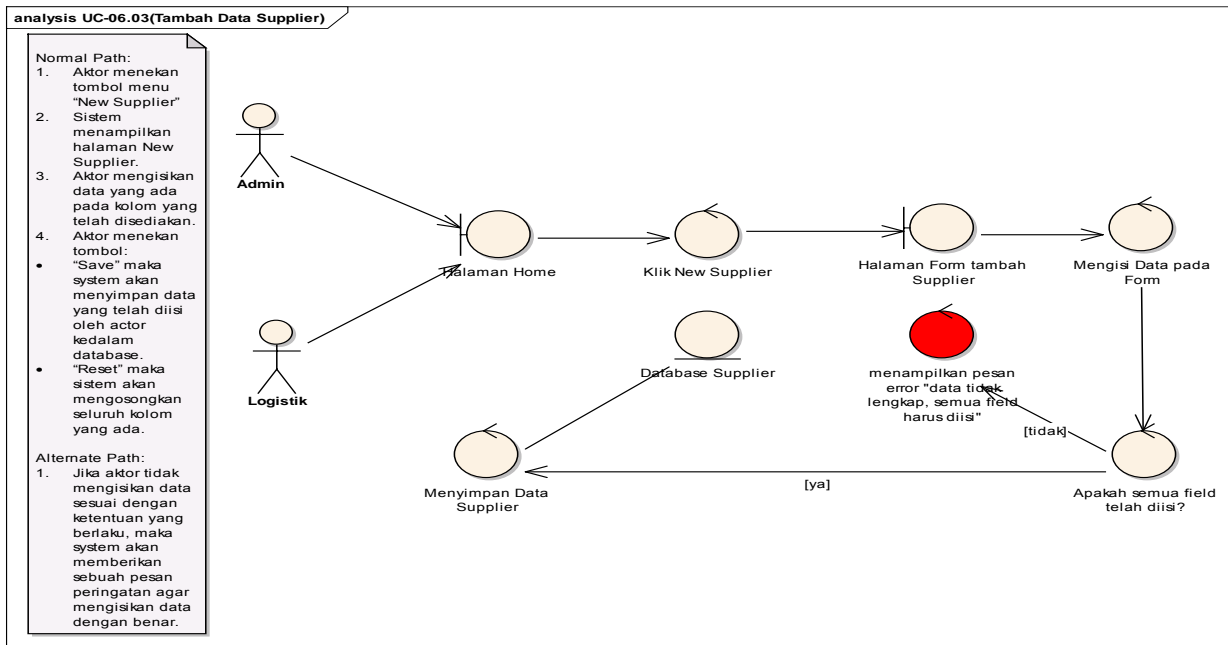 analysis UC-06.03(Tambah Data Supplier)
Normal Path:
1. Aktor menekan
tombol menu
“New Supplier”
2. Sistem
menampilkan
halaman New
Supplier.
3. Aktor mengisikan
data yang ada
pada kolom yang
telah disediakan.
4. Aktor menekan
tombol:
• “Save” maka
system akan
menyimpan data
yang telah diisi
oleh actor
kedalam
database.
• “Reset” maka
sistem akan
mengosongkan
seluruh kolom
yang ada.
Alternate Path:
1. Jika aktor tidak
mengisikan data
sesuai dengan
ketentuan yang
berlaku, maka
system akan
memberikan
sebuah pesan
peringatan agar
mengisikan data
dengan benar.
Admin
Halaman Home
Klik New Supplier
Halaman Form tambah
Supplier
Mengisi Data pada
Form
Logistik
Database Supplier
menampilkan pesan
error "data tidak
lengkap, semua field
harus diisi"
[tidak]
[ya]
Menyimpan Data
Supplier
Apakah semua field
telah diisi?